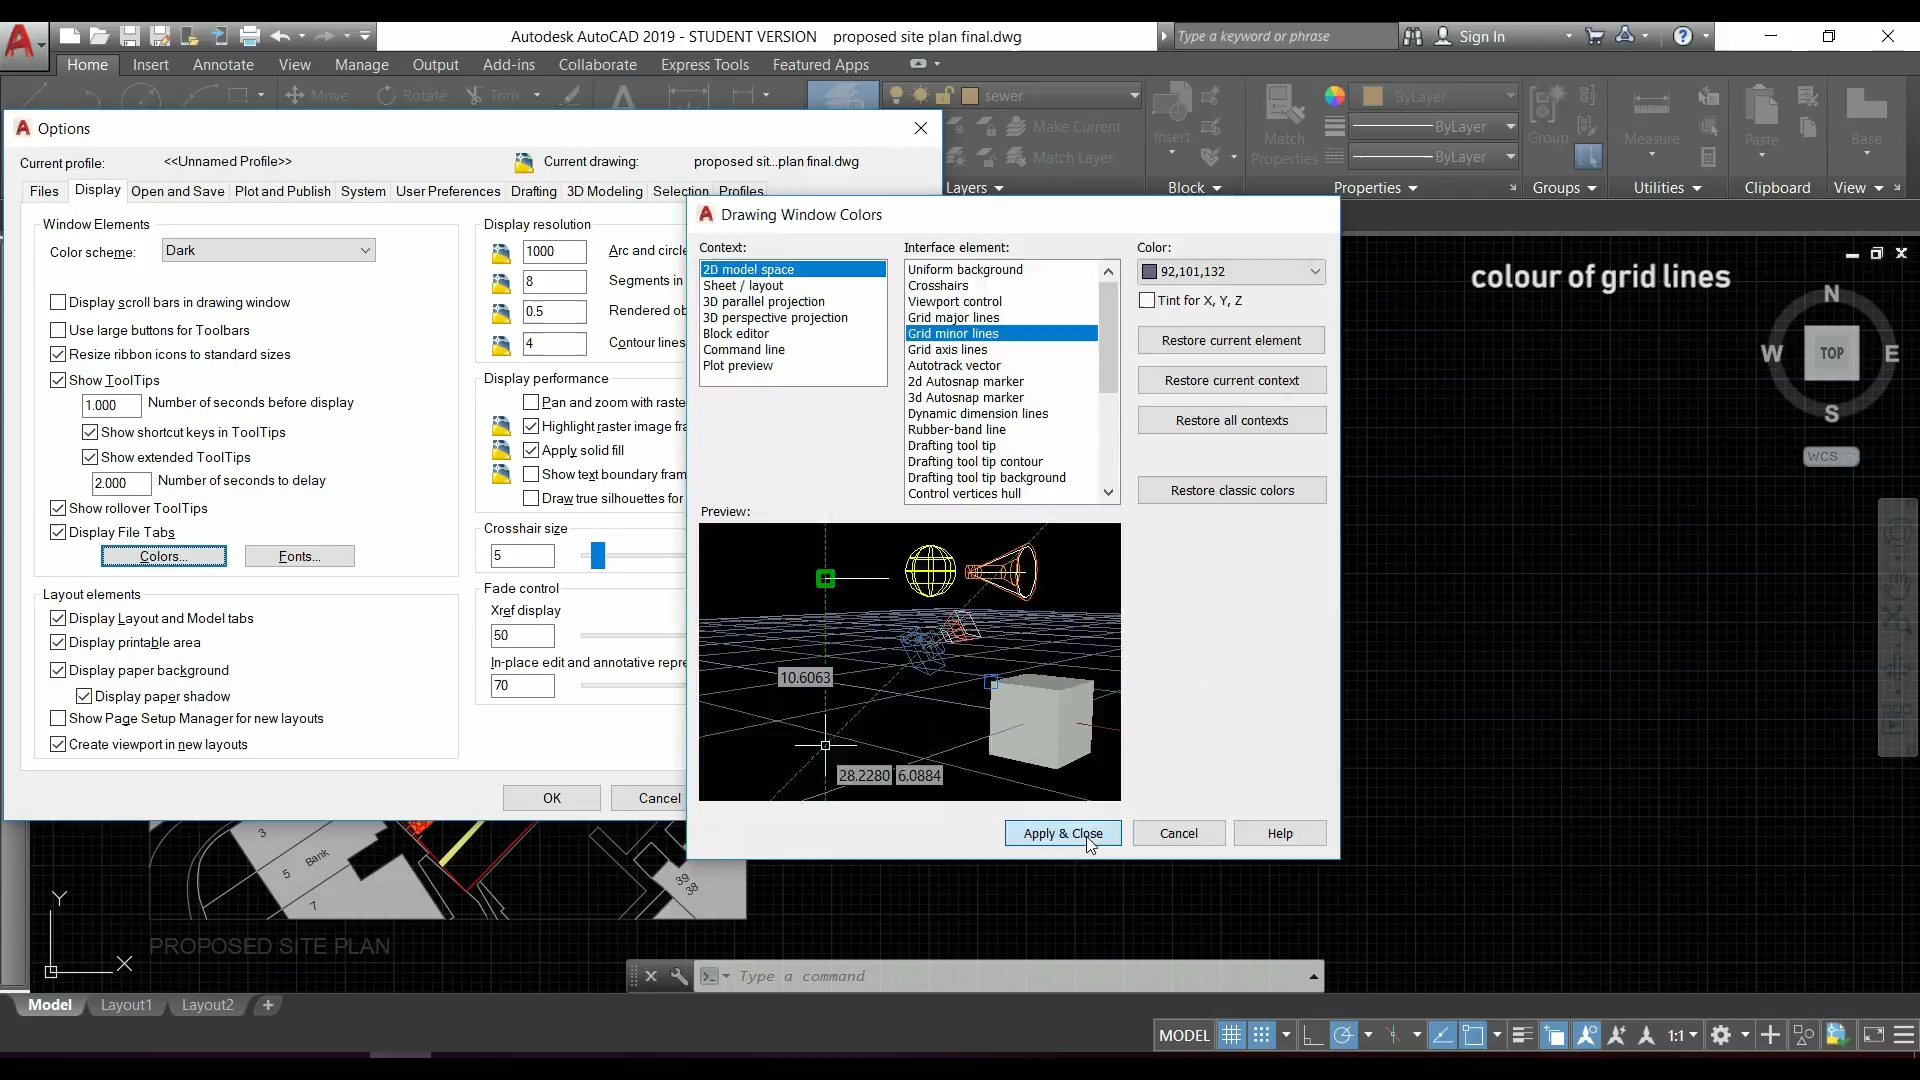 Autodesk AutoCAD 2019 - STUDENT VERSION proposed site plan final.dwg
Type a keyword or phrase
Sign In
Home Insert Annotate View Manage Output Add-ins Collaborate Express Tools Featured Apps
Move Rotate Trim
sewer
Make Current
Match Layer
Layers
Insert
Block
Match Properties
ByLayer
ByLayer
ByLayer
Properties
Group
Groups
Measure
Utilities
Paste
Clipboard
Base
View
Options
Current profile: <<Unnamed Profile>> Current drawing: proposed sit...plan final.dwg
Files Display Open and Save Plot and Publish System User Preferences Drafting 3D Modeling Selection Profiles
Window Elements
Color scheme: Dark
Display scroll bars in drawing window
Use large buttons for Toolbars
Resize ribbon icons to standard sizes
Show ToolTips
1.000 Number of seconds before display
Show shortcut keys in ToolTips
Show extended ToolTips
2.000 Number of seconds to delay
Show rollover ToolTips
Display File Tabs
Colors... Fonts...
Layout elements
Display Layout and Model tabs
Display printable area
Display paper background
Display paper shadow
Show Page Setup Manager for new layouts
Create viewport in new layouts
Display resolution
1000 Arc and circle
8 Segments in
0.5 Rendered ob
4 Contour lines
Display performance
Pan and zoom with raste
Highlight raster image fra
Apply solid fill
Show text boundary fram
Draw true silhouettes for
Crosshair size
5
Fade control
Xref display
50
In-place edit and annotative repre
70
OK Cancel
Drawing Window Colors
Context:
2D model space
Sheet / layout
3D parallel projection
3D perspective projection
Block editor
Command line
Plot preview
Interface element:
Uniform background
Crosshairs
Viewport control
Grid major lines
Grid minor lines
Grid axis lines
Autotrack vector
2d Autosnap marker
3d Autosnap marker
Dynamic dimension lines
Rubber-band line
Drafting tool tip
Drafting tool tip contour
Drafting tool tip background
Control vertices hull
Color:
92,101,132
Tint for X, Y, Z
Restore current element
Restore current context
Restore all contexts
Restore classic colors
Preview:
10.6063
28.2280 6.0884
Apply & Close Cancel Help
colour of grid lines
N
W TOP E
S
WCS
3
5 Bank
7
39
38
PROPOSED SITE PLAN
Y
X
Type a command
Model Layout1 Layout2 +
MODEL 1:1